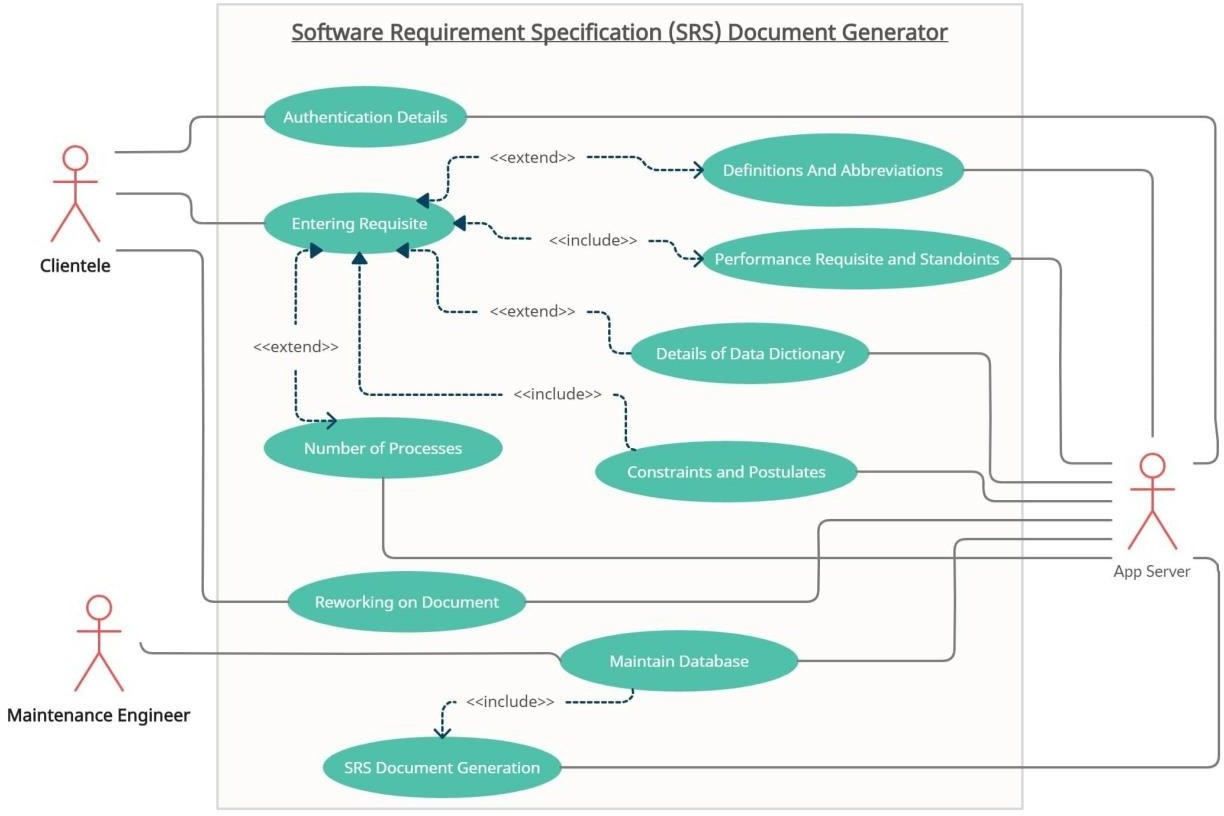 Software Requirement Specification (SRS) Document Generator
Authentication Details
<<extend>>
Definitions And Abbreviations
Entering Requisite
<<include>>
Performance Requisite and Standoints
Clientele
<<extend>>
<<extend>>
Details of Data Dictionary
<<include>>
Number of Processes
Constraints and Postulates
App Server
Reworking on Document
Maintain Database
Maintenance Engineer
<<include>>
SRS Document Generation